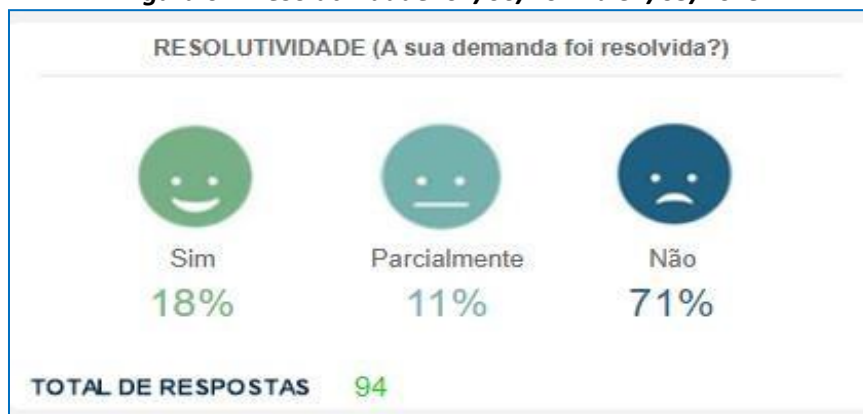 RESOLUTIVIDADE (A sua demanda foi resolvida?)
Sim Parcialmente Não
18% 11% 71%
TOTAL DE RESPOSTAS 94